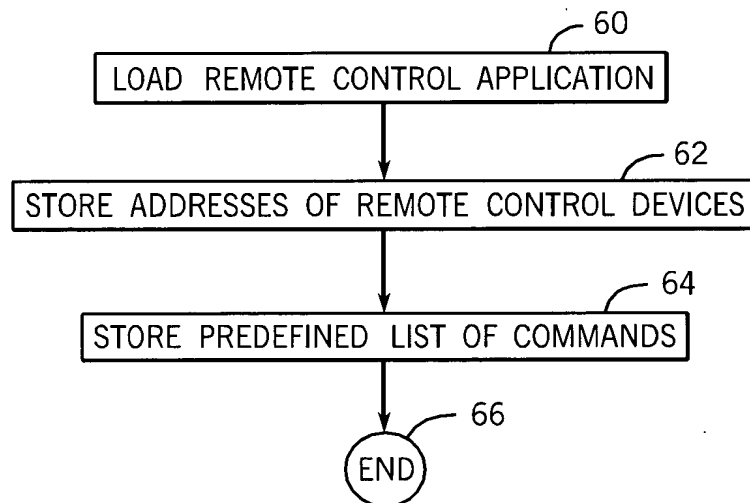 60
LOAD REMOTE CONTROL APPLICATION
62
STORE ADDRESSES OF REMOTE CONTROL DEVICES
64
STORE PREDEFINED LIST OF COMMANDS
66
END